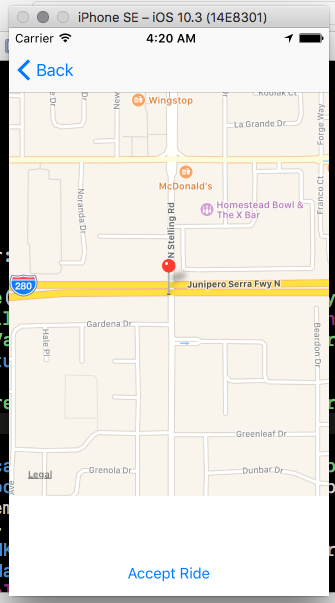 iPhone SE – iOS 10.3 (14E8301)
Carrier
4:20 AM
Back
Wingstop
Kodiak Ct
La Grande Dr
Forge Way
McDonald's
Franco Ct
Noranda Dr
Homestead Bowl &
The X Bar
N Stelling Rd
280
Junipero Serra Fwy N
Gardena Dr
Hale Pl
Beardon Dr
Greenleaf Dr
Grenola Dr
Dunbar Dr
Legal
Accept Ride